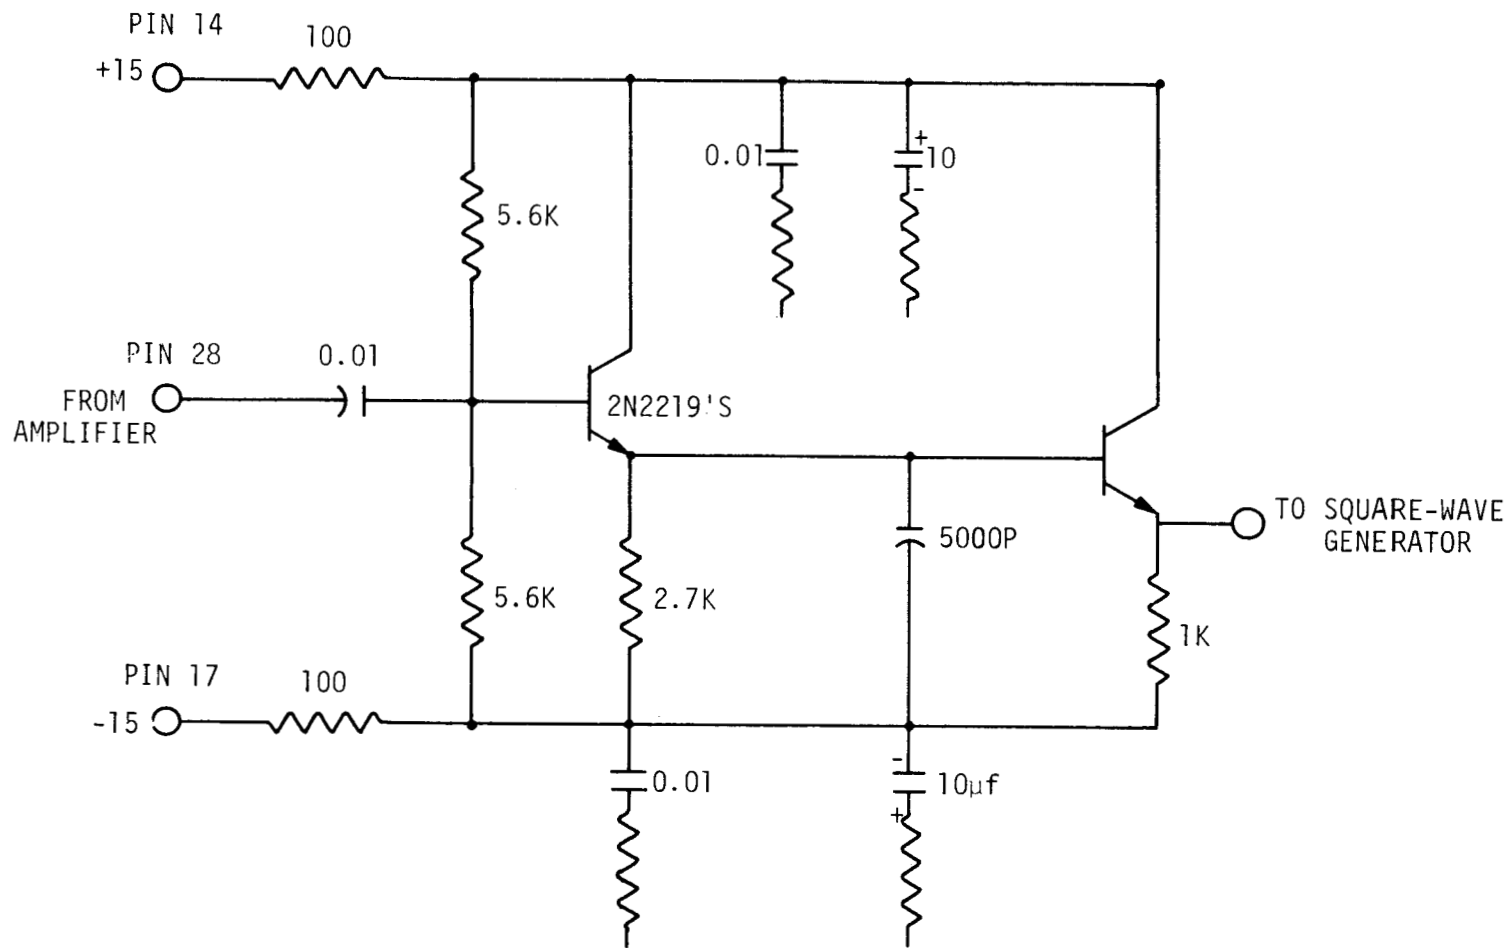 PIN 14
100
+15
5.6K
0.01
+
10
-
PIN 28
0.01
FROM
AMPLIFIER
2N2219'S
TO SQUARE-WAVE
GENERATOR
5000P
5.6K
2.7K
1K
PIN 17
100
-15
0.01
-
10μf
+